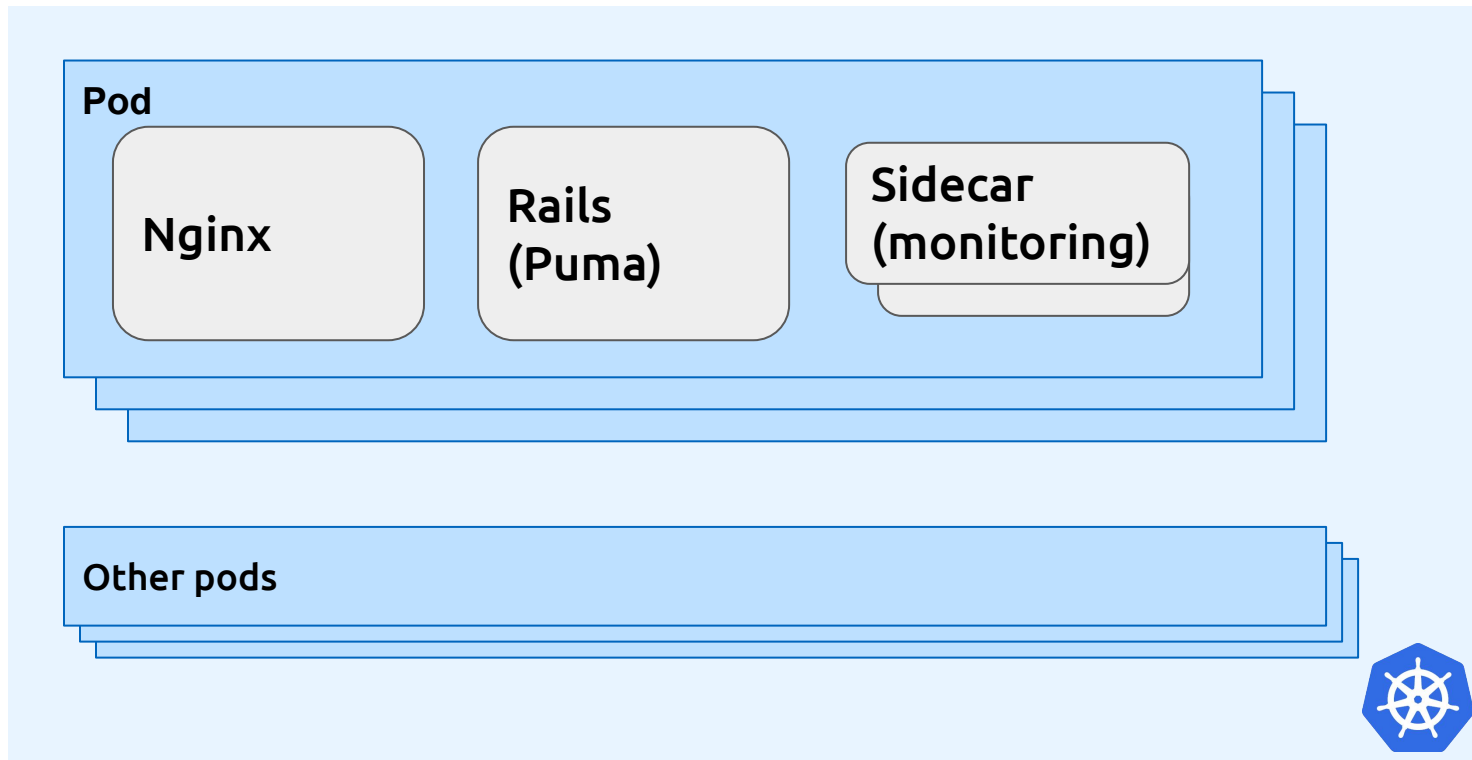 Pod
Nginx
Rails
(Puma)
Sidecar
(monitoring)
Other pods